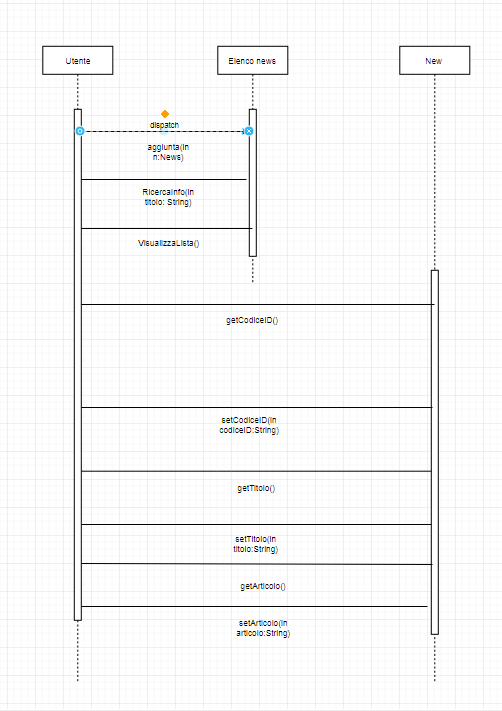 Utente
Elenco news
New
dispatch
aggiunta(in
n:News)
RicercaInfo(in
titolo: String)
VisualizzaLista()
getCodiceID()
setCodiceID(in
codiceID:String)
getTitolo()
setTitolo(in
titolo:String)
getArticolo()
setArticolo(in
articolo:String)